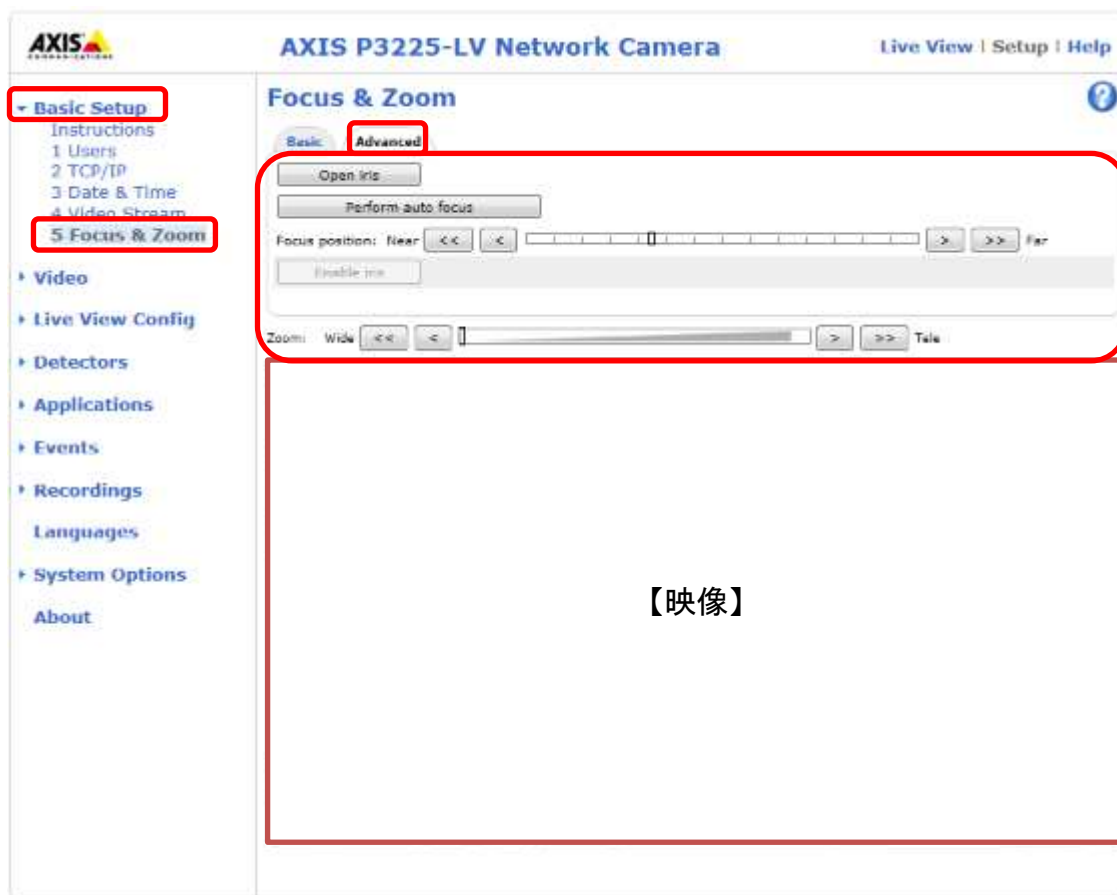 AXIS
COMMUNICATIONS
AXIS P3225-LV Network Camera
Live View | Setup | Help
Basic Setup
Instructions
1 Users
2 TCP/IP
3 Date & Time
4 Video Stream
5 Focus & Zoom
Video
Live View Config
Detectors
Applications
Events
Recordings
Languages
System Options
About
Focus & Zoom
?
Basic
Advanced
Open iris
Perform auto focus
Focus position: Near << < > >> Far
Enable iris
Zoom: Wide << < > >> Tele
【映像】